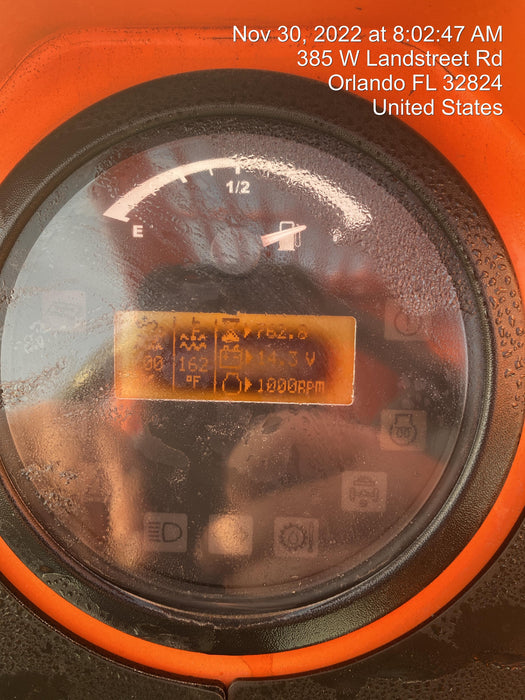 Nov 30, 2022 at 8:02:47 AM
385 W Landstreet Rd
Orlando FL 32824
United States
1/2
E
762.8
00 162 14.3 V
°F 1000RPM